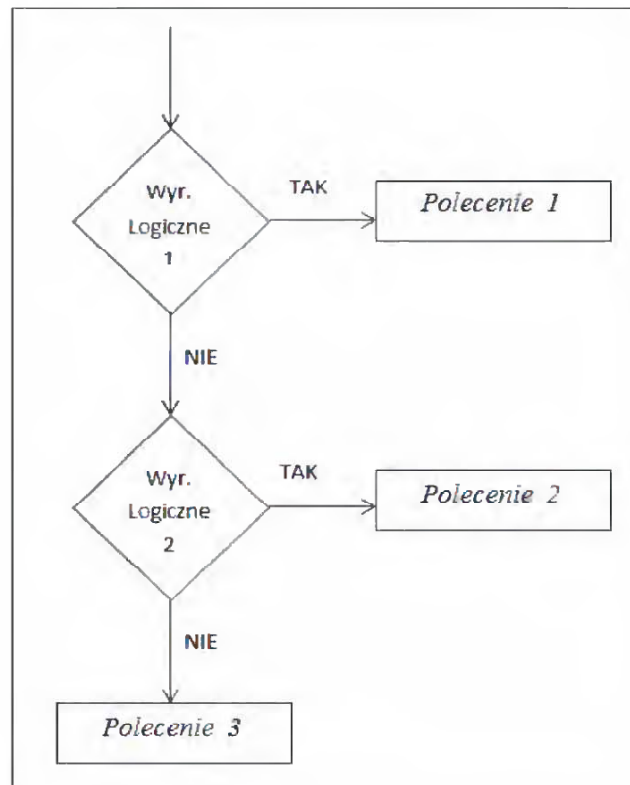 Wyr.
Logiczne
1
TAK
Polecenie 1
NIE
Wyr.
Logiczne
2
TAK
Polecenie 2
NIE
Polecenie 3